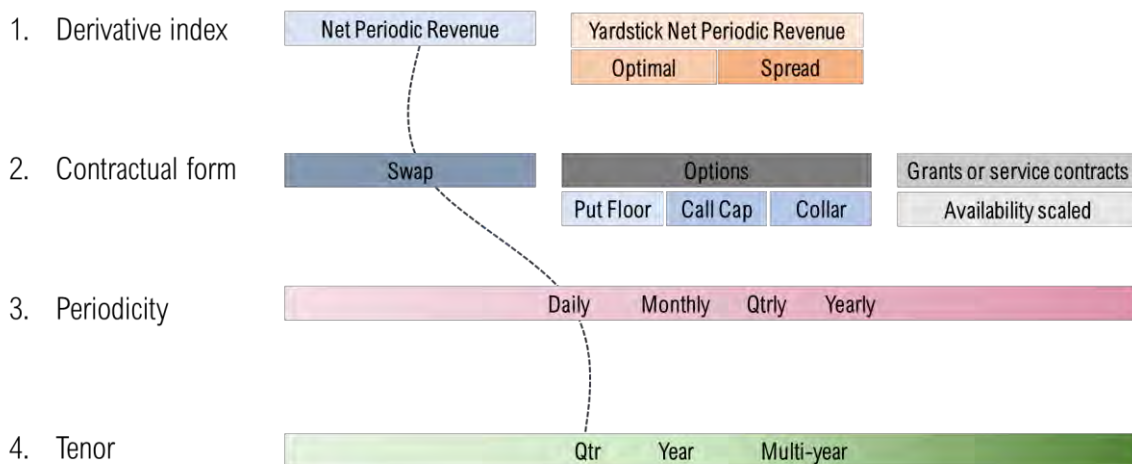 1. Derivative index
Net Periodic Revenue
Yardstick Net Periodic Revenue
Optimal
Spread
2. Contractual form
Swap
Options
Grants or service contracts
Put Floor
Call Cap
Collar
Availability scaled
3. Periodicity
Daily
Monthly
Qtrly
Yearly
4. Tenor
Qtr
Year
Multi-year